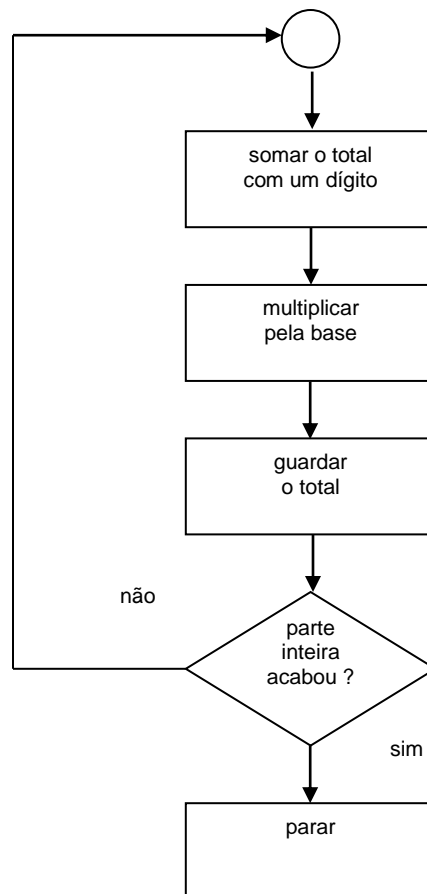 somar o total
com um dígito
multiplicar
pela base
guardar
o total
não
parte
inteira
acabou ?
sim
parar